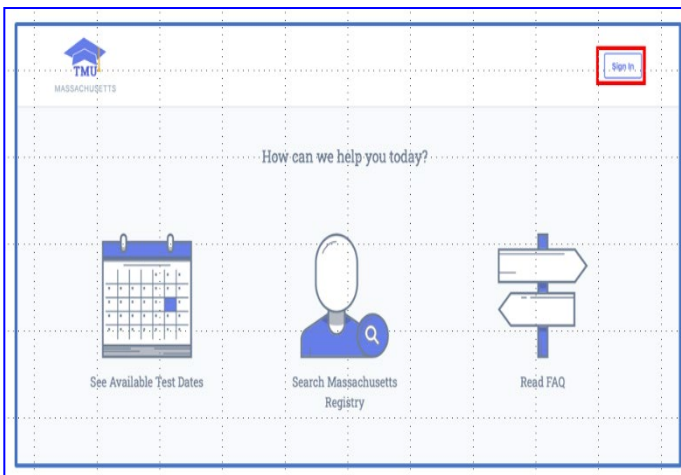 TMU
MASSACHUSETTS
Sign In
How can we help you today?
See Available Test Dates
Search Massachusetts
Registry
Read FAQ